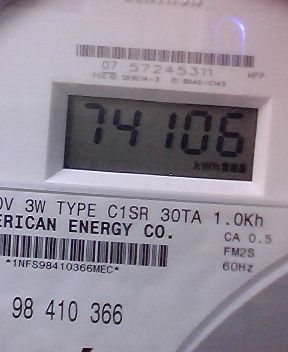 07 57245311
74106
kWh
0V 3W TYPE C1SR 30TA 1.0Kh
ERICAN ENERGY CO.
CA 0.5
FM2S
*1NFS98410366MEC*
60Hz
98 410 366